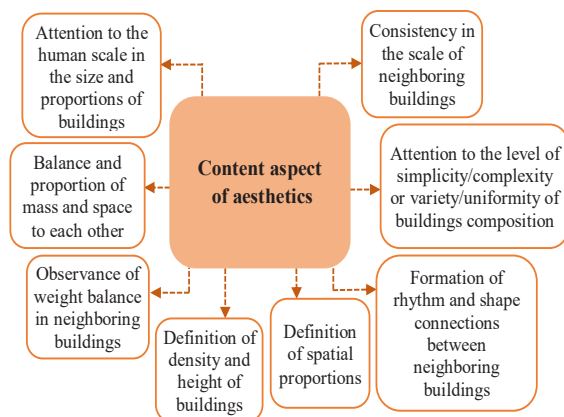 Attention to the
human scale in
the size and
proportions of
buildings
Consistency in
the scale of
neighboring
buildings
Content aspect
of aesthetics
Balance and
proportion of
mass and space
to each other
Attention to the level of
simplicity/complexity
or variety/uniformity of
buildings composition
Observance of
weight balance
in neighboring
buildings
Definition of
density and
height of
buildings
Definition
of spatial
proportions
Formation of
rhythm and shape
connections
between
neighboring
buildings